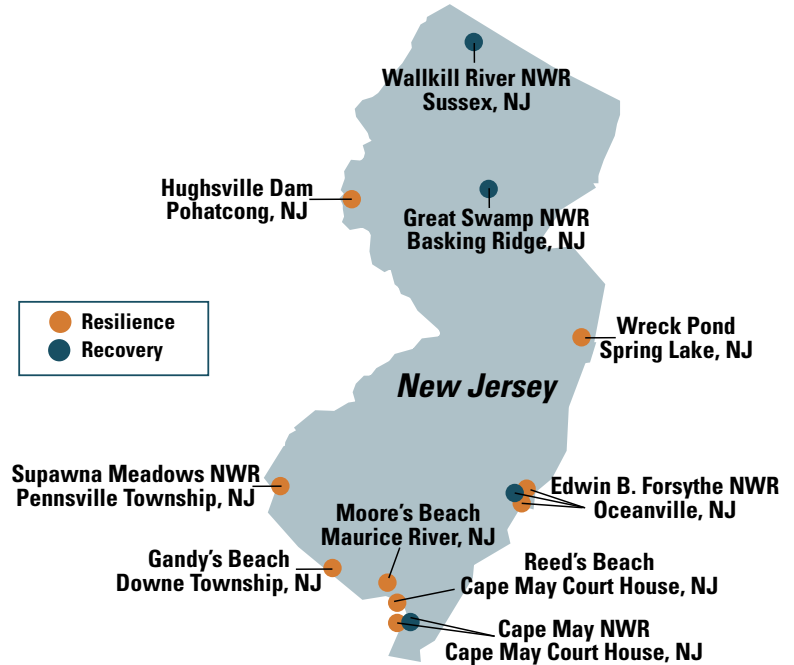 Wallkill River NWR
Sussex, NJ
Hughsville Dam
Pohatcong, NJ
Great Swamp NWR
Basking Ridge, NJ
Resilience
Recovery
Wreck Pond
Spring Lake, NJ
New Jersey
Supawna Meadows NWR
Pennsville Township, NJ
Edwin B. Forsythe NWR
Oceanville, NJ
Moore's Beach
Maurice River, NJ
Gandy's Beach
Downe Township, NJ
Reed's Beach
Cape May Court House, NJ
Cape May NWR
Cape May Court House, NJ